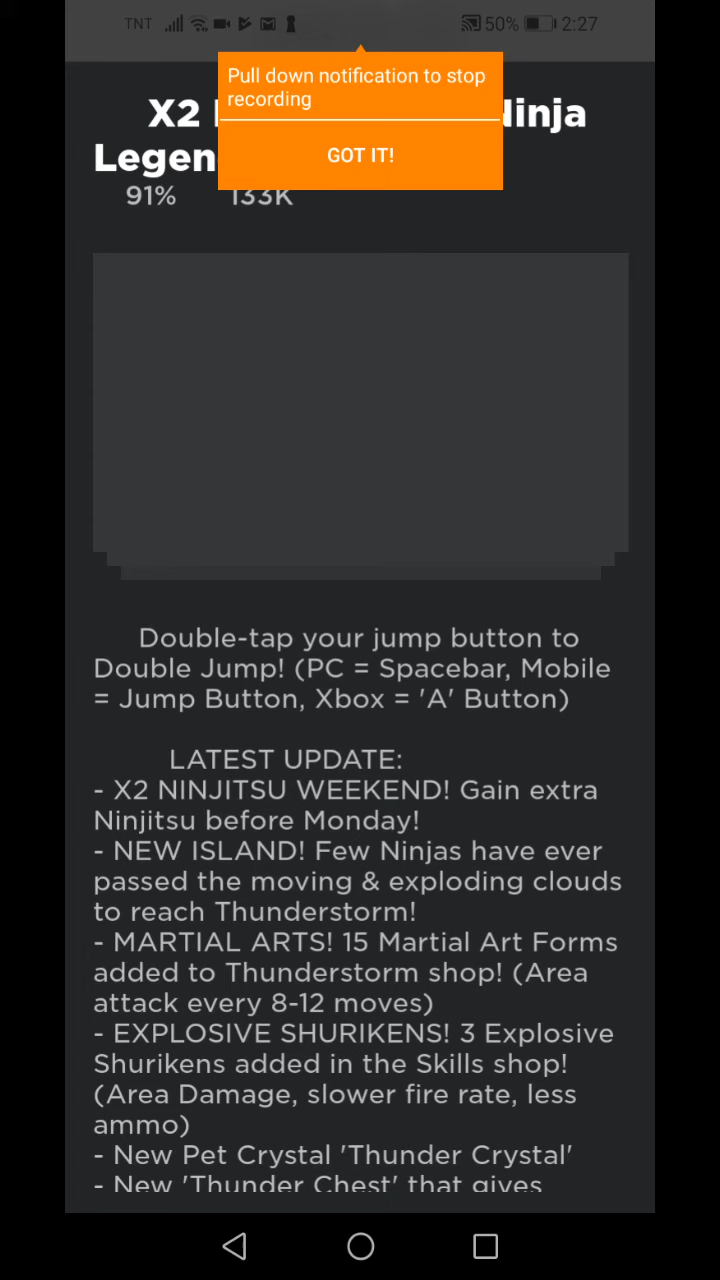 TNT 50% 2:27
Pull down notification to stop
recording
GOT IT!
X2
Legen
91% 133K
Double-tap your jump button to
Double Jump! (PC = Spacebar, Mobile
= Jump Button, Xbox = 'A' Button)
LATEST UPDATE:
- X2 NINJITSU WEEKEND! Gain extra
Ninjitsu before Monday!
- NEW ISLAND! Few Ninjas have ever
passed the moving & exploding clouds
to reach Thunderstorm!
- MARTIAL ARTS! 15 Martial Art Forms
added to Thunderstorm shop! (Area
attack every 8-12 moves)
- EXPLOSIVE SHURIKENS! 3 Explosive
Shurikens added in the Skills shop!
(Area Damage, slower fire rate, less
ammo)
- New Pet Crystal 'Thunder Crystal'
- New 'Thunder Chest' that gives